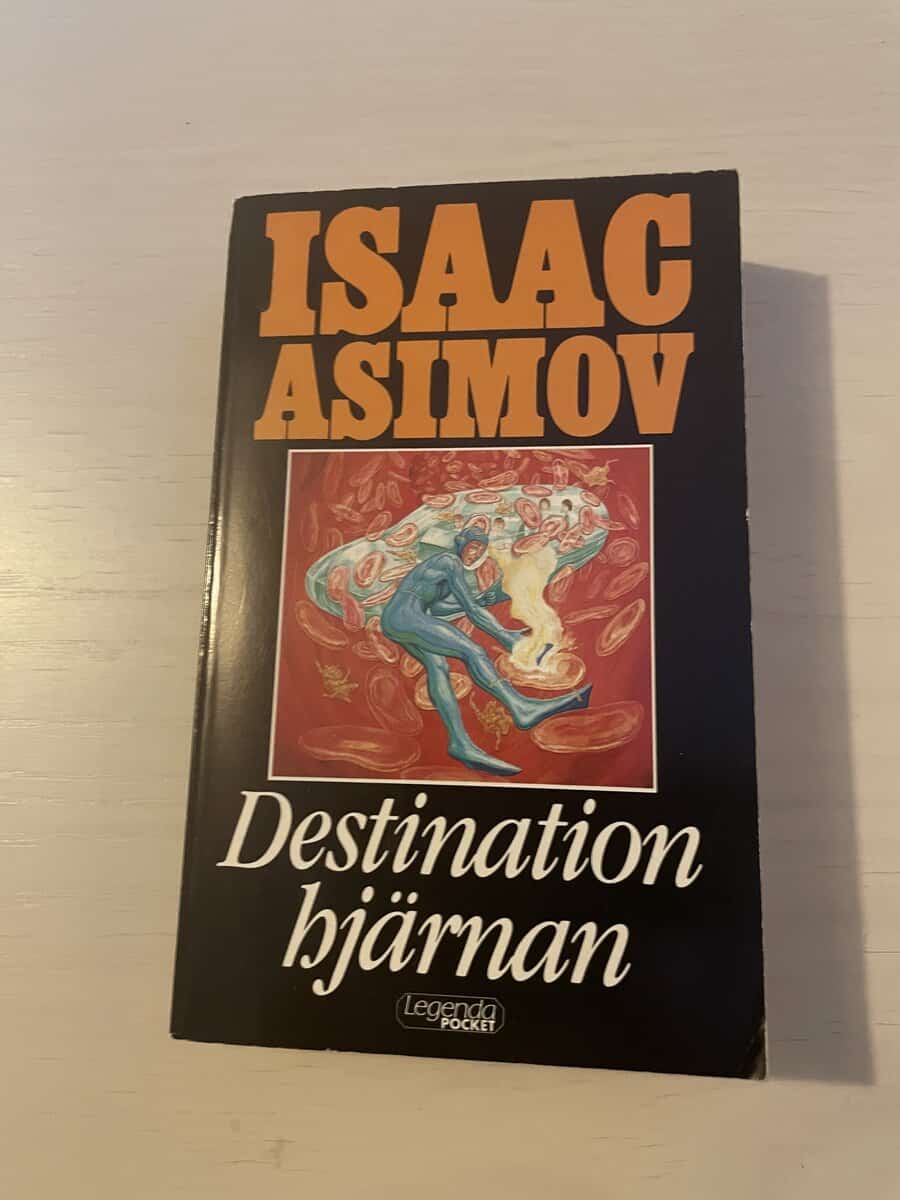 ISAAC
ASIMOV
Destination
hjärnan
Legenda
POCKET